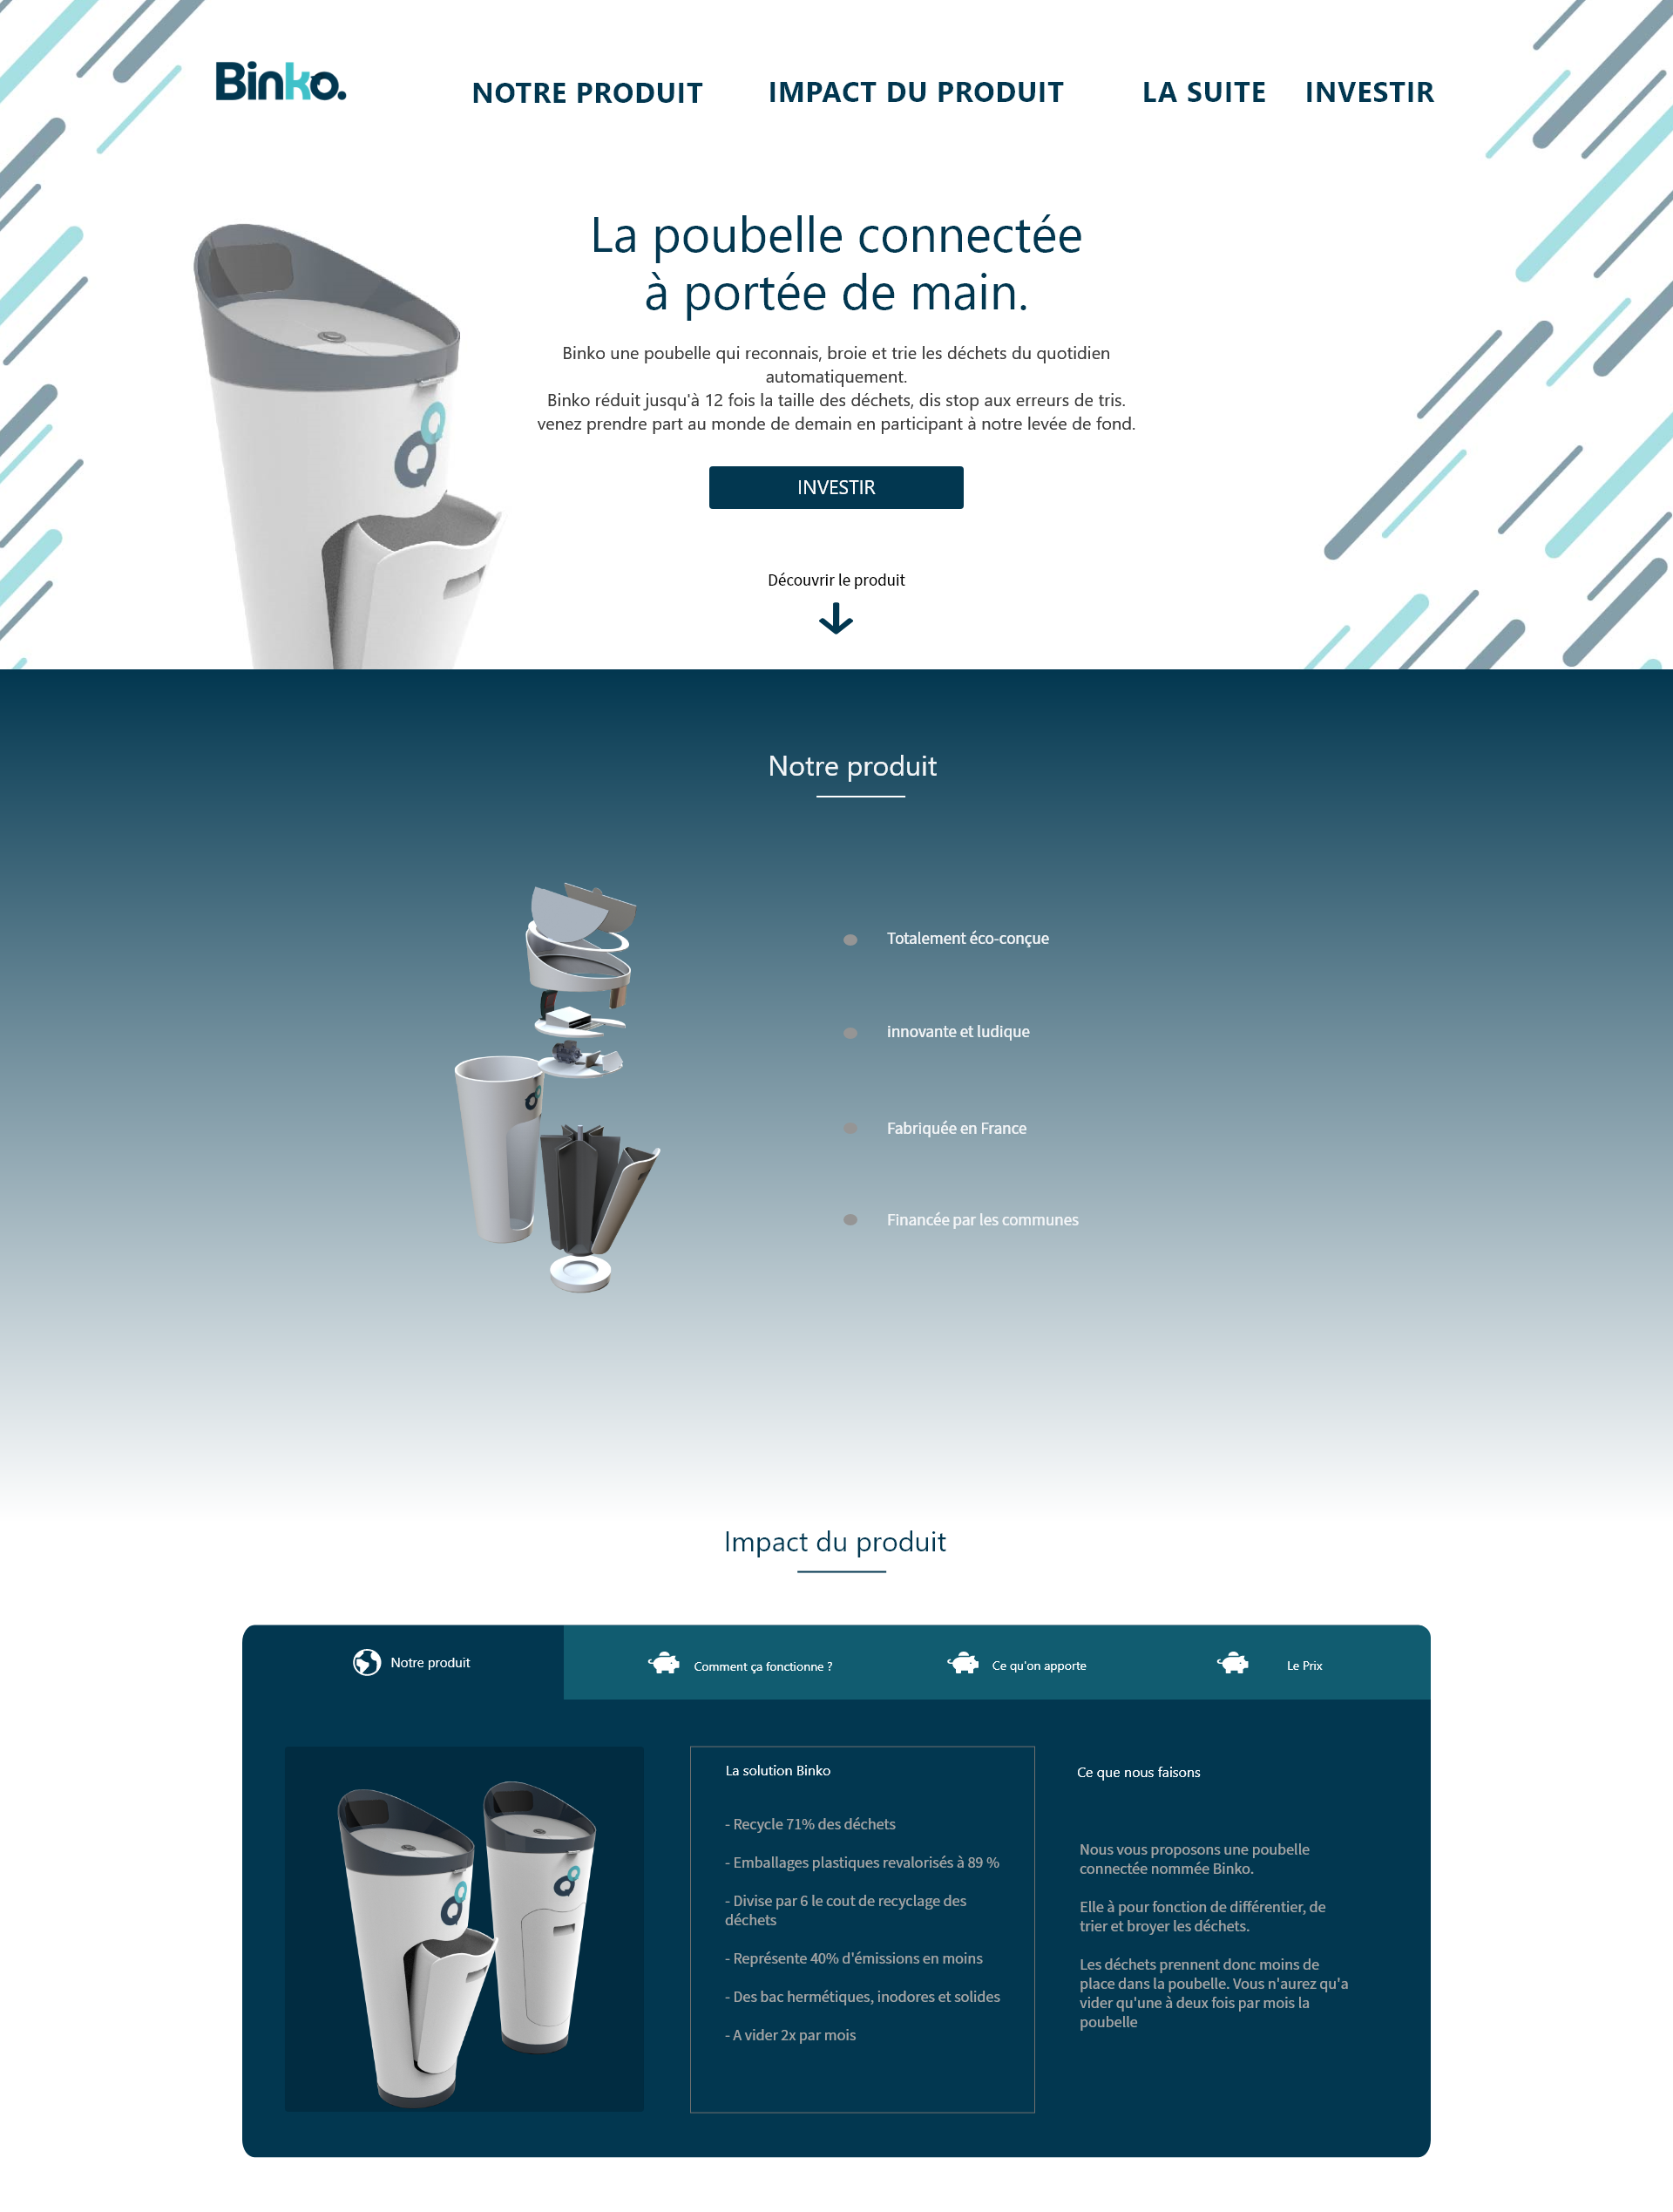 Binko.
NOTRE PRODUIT
IMPACT DU PRODUIT
LA SUITE
INVESTIR
La poubelle connectée
à portée de main.
Binko une poubelle qui reconnais, broie et trie les déchets du quotidien
automatiquement.
Binko réduit jusqu'à 12 fois la taille des déchets, dis stop aux erreurs de tris.
venez prendre part au monde de demain en participant à notre levée de fond.
INVESTIR
Découvrir le produit
Notre produit
Totalement éco-conçue
innovante et ludique
Fabriquée en France
Financée par les communes
Impact du produit
Notre produit
Comment ça fonctionne ?
Ce qu'on apporte
Le Prix
La solution Binko
- Recycle 71% des déchets
- Emballages plastiques revalorisés à 89 %
- Divise par 6 le cout de recyclage des
déchets
- Représente 40% d'émissions en moins
- Des bac hermétiques, inodores et solides
- A vider 2x par mois
Ce que nous faisons
Nous vous proposons une poubelle
connectée nommée Binko.
Elle à pour fonction de différentier, de
trier et broyer les déchets.
Les déchets prennent donc moins de
place dans la poubelle. Vous n'aurez qu'a
vider qu'une à deux fois par mois la
poubelle